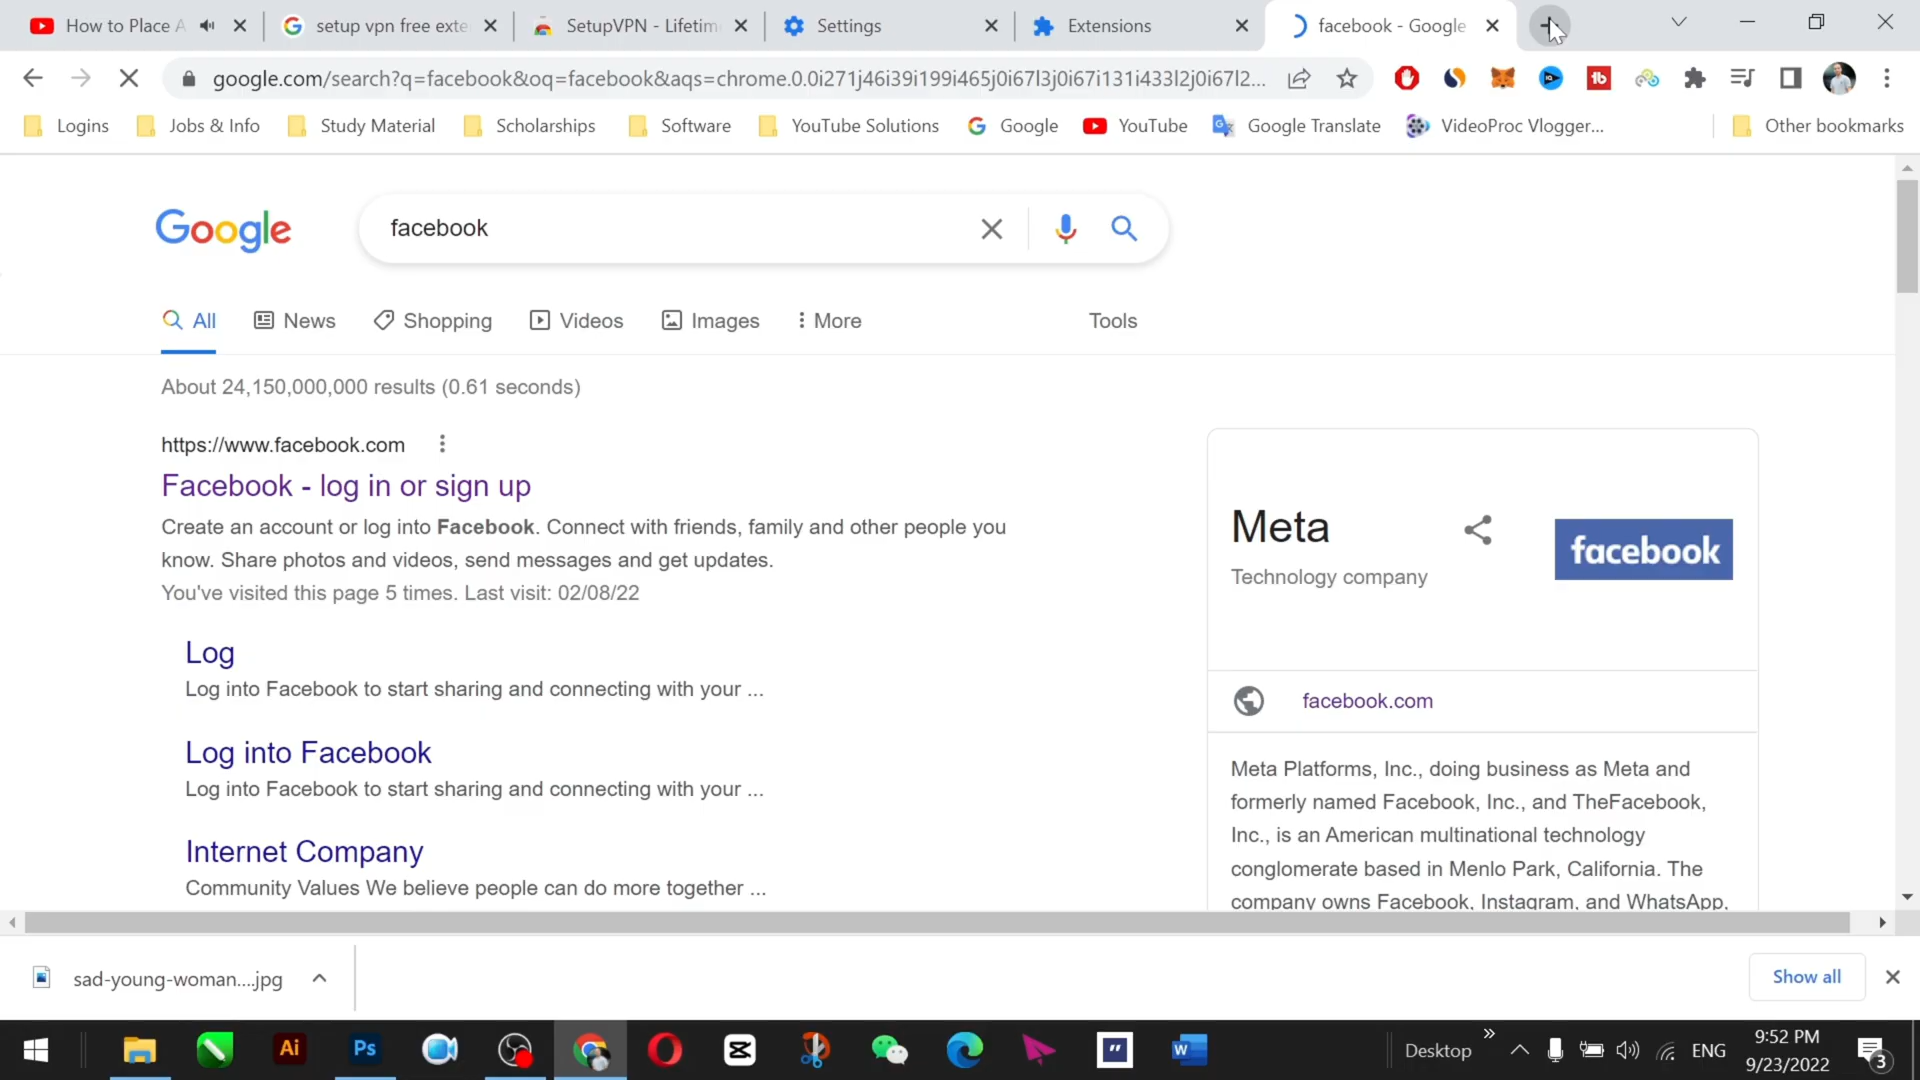 How to Place A
setup vpn free exte
SetupVPN - Lifetim
Settings
Extensions
facebook - Google
google.com/search?q=facebook&oq=facebook&aqs=chrome.0.0i271j46i39i199i465j0i67l3j0i67i131i433l2j0i67l2...
Logins
Jobs & Info
Study Material
Scholarships
Software
YouTube Solutions
Google
YouTube
Google Translate
VideoProc Vlogger...
Other bookmarks
Google
facebook
All
News
Shopping
Videos
Images
More
Tools
About 24,150,000,000 results (0.61 seconds)
https://www.facebook.com
Facebook - log in or sign up
Create an account or log into Facebook. Connect with friends, family and other people you
know. Share photos and videos, send messages and get updates.
You've visited this page 5 times. Last visit: 02/08/22
Log
Log into Facebook to start sharing and connecting with your ...
Log into Facebook
Log into Facebook to start sharing and connecting with your ...
Internet Company
Community Values We believe people can do more together ...
Meta
Technology company
facebook
facebook.com
Meta Platforms, Inc., doing business as Meta and
formerly named Facebook, Inc., and TheFacebook,
Inc., is an American multinational technology
conglomerate based in Menlo Park, California. The
company owns Facebook, Instagram, and WhatsApp,
sad-young-woman....jpg
Show all
Ai
Ps
W
Desktop
ENG
9:52 PM
9/23/2022
3